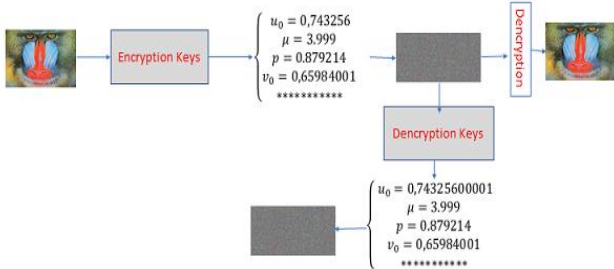 Encryption Keys
u₀ = 0,743256
μ = 3.999
p = 0.879214
v₀ = 0,65984001
***********
Dencryption
Dencryption Keys
u₀ = 0,74325600001
μ = 3.999
p = 0.879214
v₀ = 0,65984001
***********